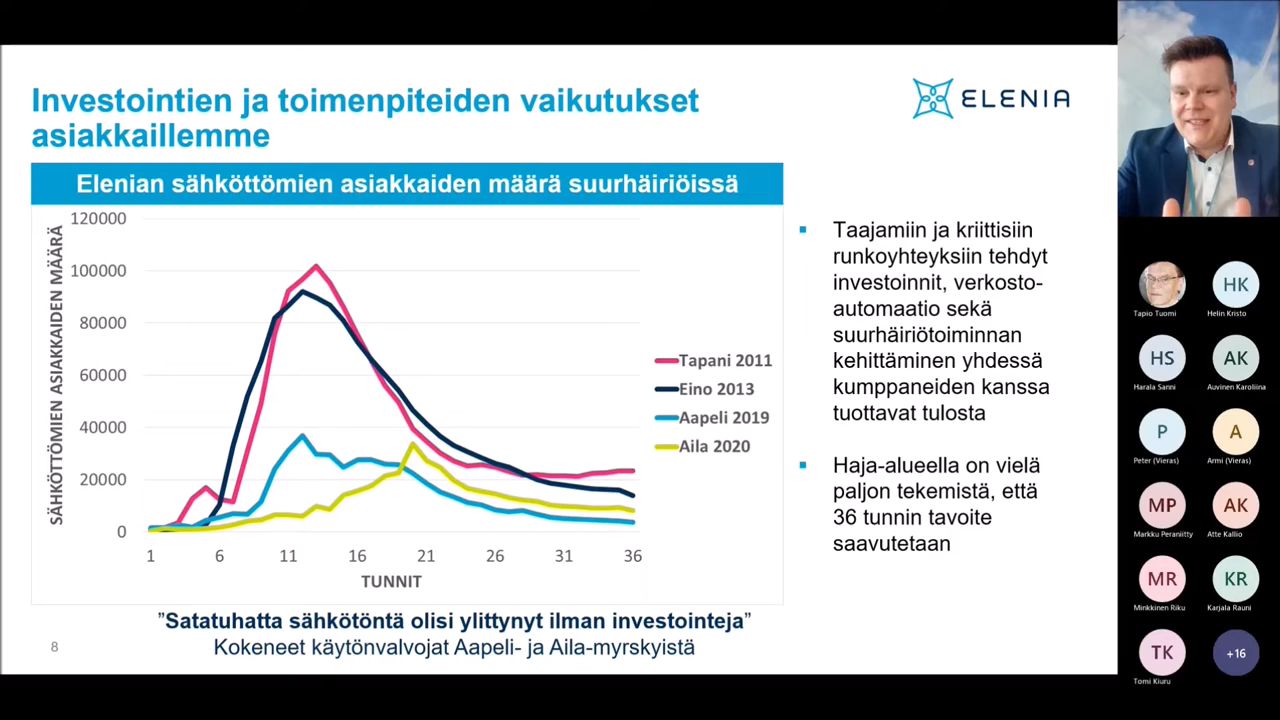 Investointien ja toimenpiteiden vaikutukset
asiakkaillemme
ELENIA
Elenian sähköttömien asiakkaiden määrä suurhäiriöissä
SÄHKÖTTÖMIEN ASIAKKAIDEN MÄÄRÄ
120000
100000
80000
60000
40000
20000
0
1
6
11
16
21
26
31
36
TUNNIT
Tapani 2011
Eino 2013
Aapeli 2019
Aila 2020
Taajamiin ja kriittisiin
runkoyhteyksiin tehdyt
investoinnit, verkosto-
automaatio sekä
suurhäiriötoiminnan
kehittäminen yhdessä
kumppaneiden kanssa
tuottavat tulosta
Haja-alueella on vielä
paljon tekemistä, että
36 tunnin tavoite
saavutetaan
”Satatuhatta sähkötöntä olisi ylittynyt ilman investointeja”
Kokeneet käytönvalvojat Aapeli- ja Aila-myrskyistä
8
Tapio Tuomi
HK
Helin Kristo
HS
Harala Sanni
AK
Auvinen Karoliina
P
Peter (Vieras)
A
Armi (Vieras)
MP
Markku Peraniitty
AK
Atte Kallio
MR
Minkkinen Riku
KR
Karjala Rauni
TK
Tomi Kiuru
+16